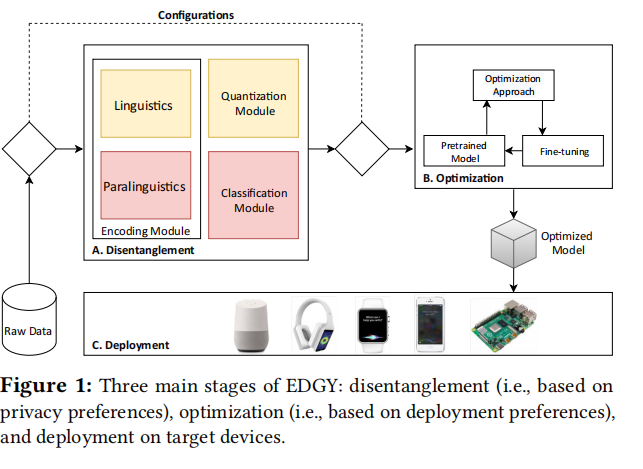 Configurations
Linguistics
Quantization
Module
Paralinguistics
Classification
Module
Encoding Module
A. Disentanglement
Optimization
Approach
Pretrained
Model
Fine-tuning
B. Optimization
Optimized
Model
Raw Data
C. Deployment
Figure 1: Three main stages of EDGY: disentanglement (i.e., based on
privacy preferences), optimization (i.e., based on deployment preferences),
and deployment on target devices.